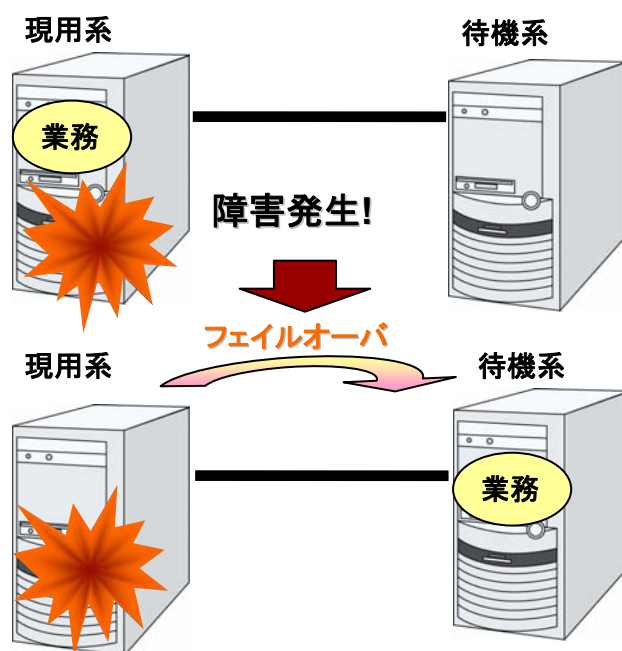 現用系
待機系
業務
障害発生!
フェイルオーバ
現用系
待機系
業務